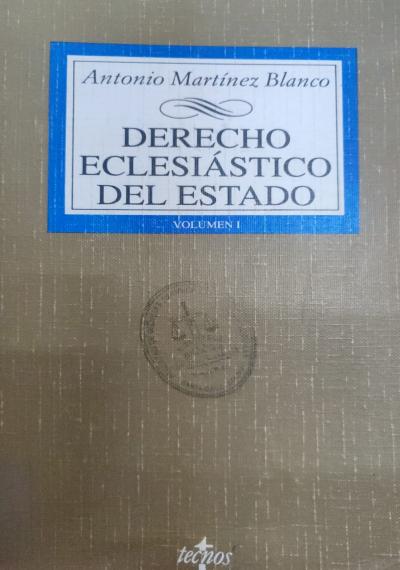 Antonio Martínez Blanco
DERECHO
ECLESIÁSTICO
DEL ESTADO
VOLUMEN I
tecnos